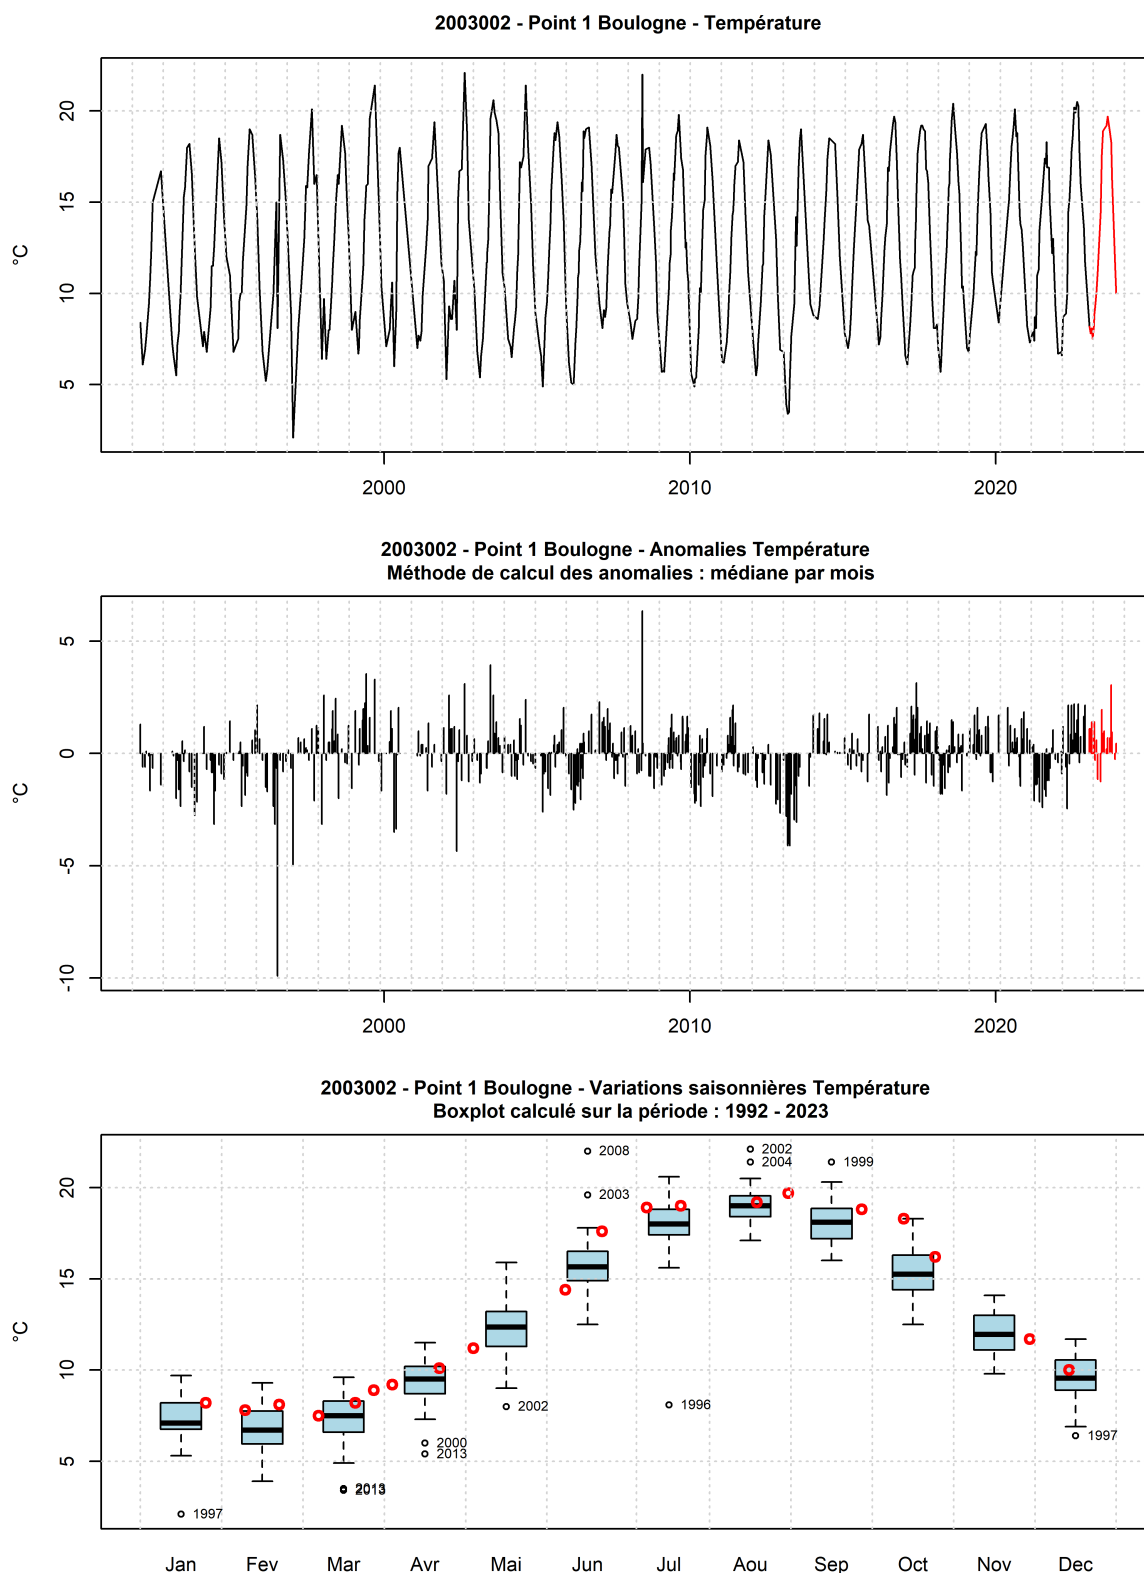 2003002 - Point 1 Boulogne - Température
°C
20
15
10
5
2000
2010
2020
2003002 - Point 1 Boulogne - Anomalies Température
Méthode de calcul des anomalies : médiane par mois
°C
5
0
-5
-10
2000
2010
2020
2003002 - Point 1 Boulogne - Variations saisonnières Température
Boxplot calculé sur la période : 1992 - 2023
°C
20
15
10
5
2008
2002
2004
1999
2003
2002
1996
2000
2013
1997
2013
1997
Jan
Fev
Mar
Avr
Mai
Jun
Jul
Aou
Sep
Oct
Nov
Dec